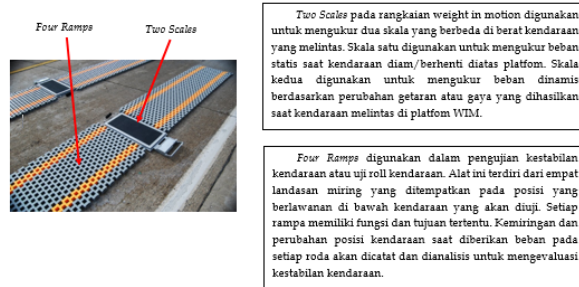 Four Ramps
Two Scales
Two Scales pada rangkaian weight in motion digunakan
untuk mengukur dua skala yang berbeda di berat kendaraan
yang melintas. Skala satu digunakan untuk mengukur beban
statis saat kendaraan diam/berhenti diatas platfom. Skala
kedua digunakan untuk mengukur beban dinamis
berdasarkan perubahan getaran atau gaya yang dihasilkan
saat kendaraan melintas di platfom WIM.
Four Ramps digunakan dalam pengujian kestabilan
kendaraan atau uji roll kendaraan. Alat ini terdiri dari empat
landasan miring yang ditempatkan pada posisi yang
berlawanan di bawah kendaraan yang akan diuji. Setiap
rampa memiliki fungsi dan tujuan tertentu. Kemiringan dan
perubahan posisi kendaraan saat diberikan beban pada
setiap roda akan dicatat dan dianalisis untuk mengevaluasi
kestabilan kendaraan.